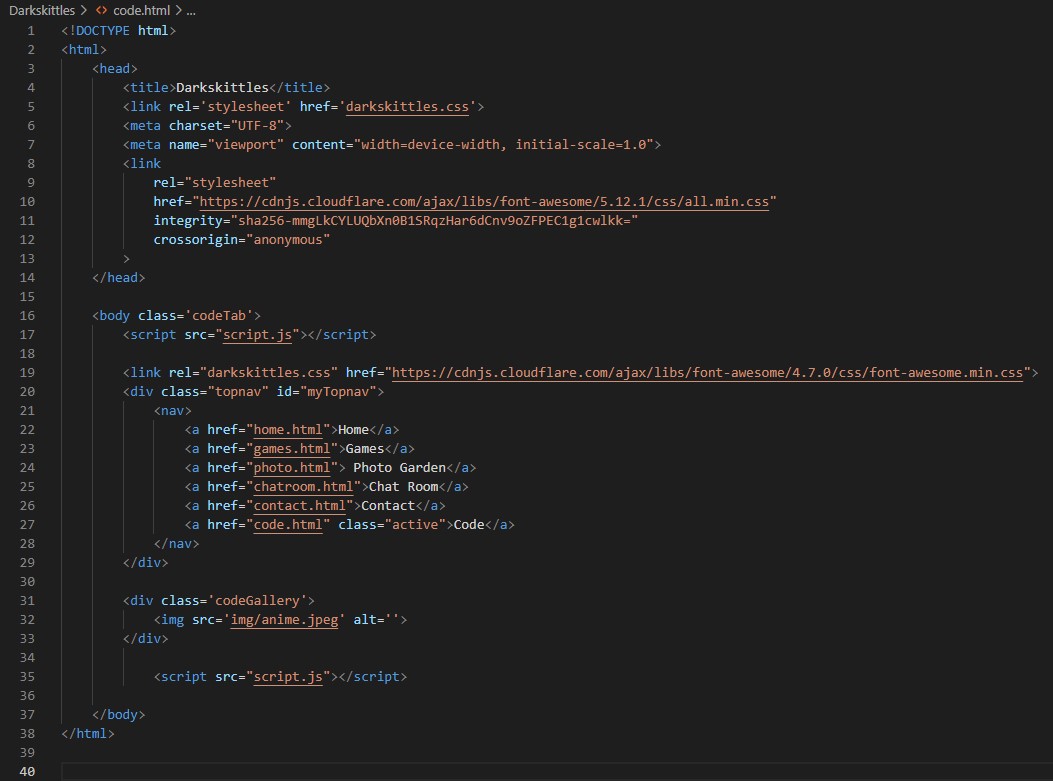 Darkskittles > <> code.html > ...
1 <!DOCTYPE html>
2 <html>
3     <head>
4         <title>Darkskittles</title>
5         <link rel='stylesheet' href='darkskittles.css'>
6         <meta charset="UTF-8">
7         <meta name="viewport" content="width=device-width, initial-scale=1.0">
8         <link
9             rel="stylesheet"
10             href="https://cdnjs.cloudflare.com/ajax/libs/font-awesome/5.12.1/css/all.min.css"
11             integrity="sha256-mmgLkCYLUQbXn0B1SRqzHar6dCnv9oZFPEC1g1cwlkk="
12             crossorigin="anonymous"
13         >
14     </head>
15
16     <body class='codeTab'>
17         <script src="script.js"></script>
18
19         <link rel="darkskittles.css" href="https://cdnjs.cloudflare.com/ajax/libs/font-awesome/4.7.0/css/font-awesome.min.css">
20         <div class="topnav" id="myTopnav">
21             <nav>
22                 <a href="home.html">Home</a>
23                 <a href="games.html">Games</a>
24                 <a href="photo.html"> Photo Garden</a>
25                 <a href="chatroom.html">Chat Room</a>
26                 <a href="contact.html">Contact</a>
27                 <a href="code.html" class="active">Code</a>
28             </nav>
29         </div>
30
31         <div class='codeGallery'>
32             <img src='img/anime.jpeg' alt=''>
33         </div>
34
35             <script src="script.js"></script>
36
37     </body>
38 </html>
39
40